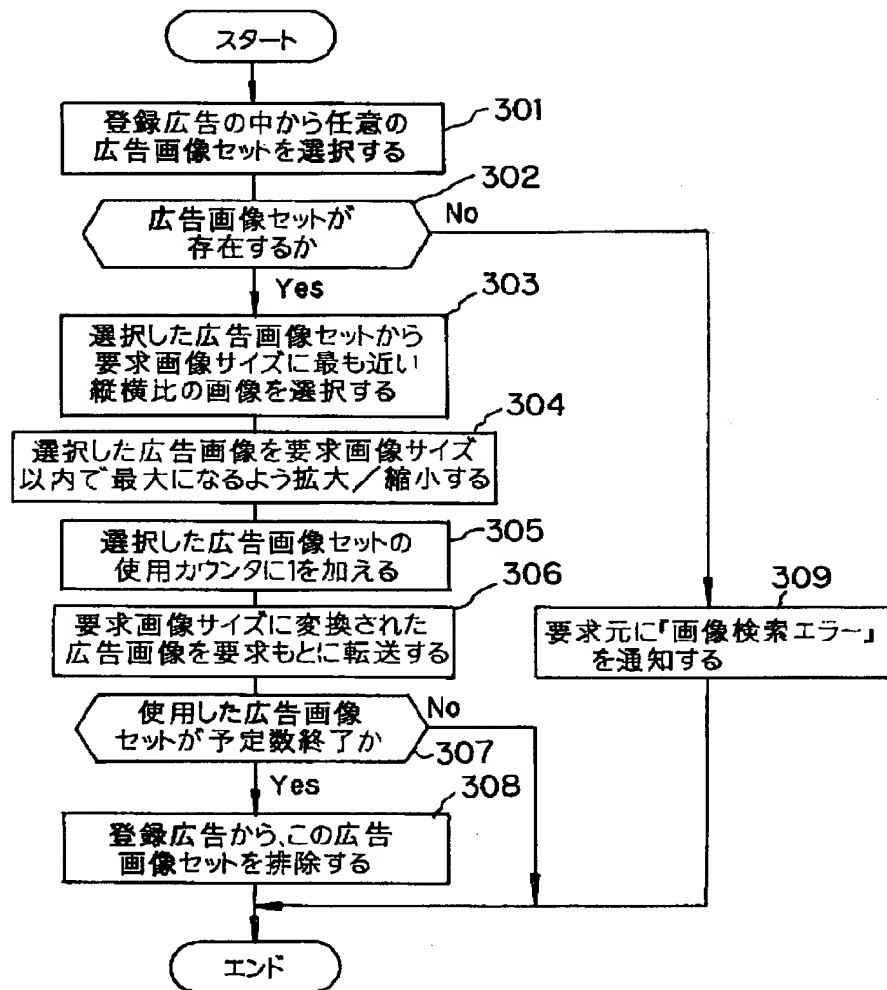 スタート
301
登録広告の中から任意の
広告画像セットを選択する
302
広告画像セットが
存在するか
No
Yes
303
選択した広告画像セットから
要求画像サイズに最も近い
縦横比の画像を選択する
304
選択した広告画像を要求画像サイズ
以内で最大になるよう拡大／縮小する
305
選択した広告画像セットの
使用カウンタに1を加える
306
要求画像サイズに変換された
広告画像を要求もとに転送する
309
要求元に『画像検索エラー』
を通知する
使用した広告画像
セットが予定数終了か
No
307
Yes
308
登録広告から、この広告
画像セットを排除する
エンド